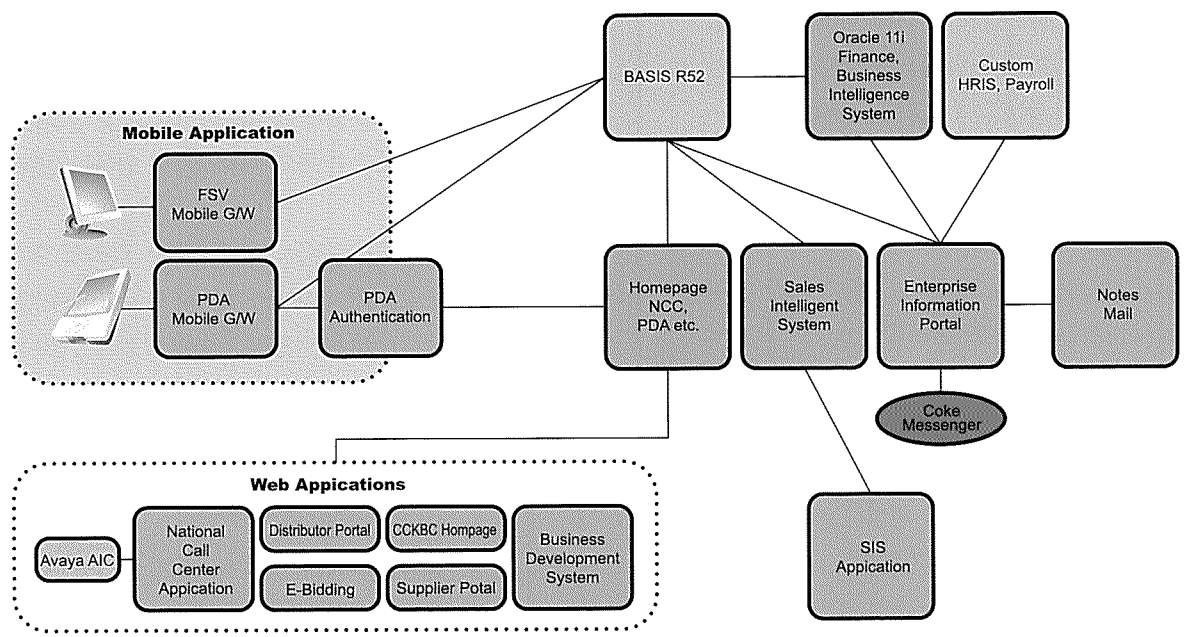 BASIS R52
Oracle 11i
Finance,
Business
Intelligence
System
Custom
HRIS, Payroll
Mobile Application
FSV
Mobile G/W
PDA
Mobile G/W
PDA
Authentication
Homepage
NCC,
PDA etc.
Sales
Intelligent
System
Enterprise
Information
Portal
Notes
Mail
Coke
Messenger
Web Appications
Avaya AIC
National
Call
Center
Appication
Distributor Portal
CCKBC Hompage
E-Bidding
Supplier Potal
Business
Development
System
SIS
Appication